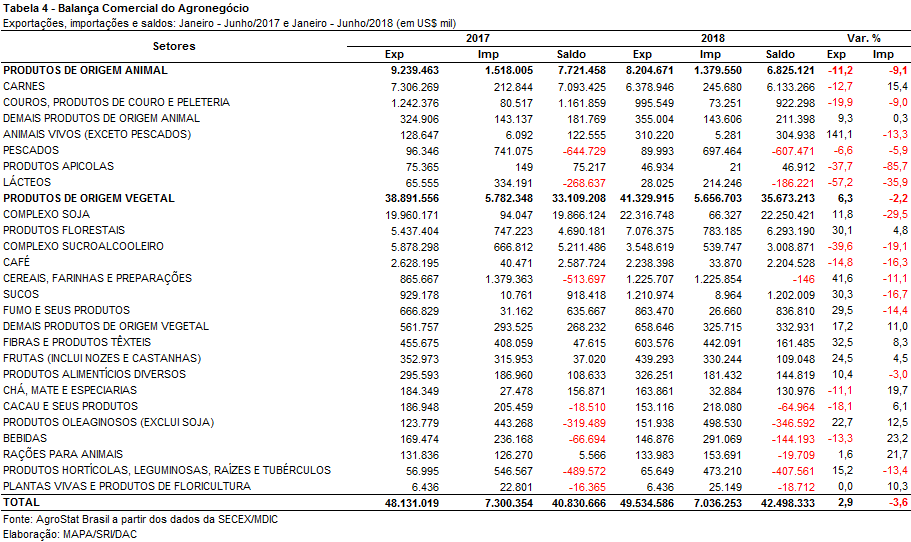 Tabela 4 - Balança Comercial do Agronegócio
Exportações, importações e saldos: Janeiro - Junho/2017 e Janeiro - Junho/2018 (em US$ mil)
Setores 2017 2018 Var. %
Exp Imp Saldo Exp Imp Saldo Exp Imp
PRODUTOS DE ORIGEM ANIMAL 9.239.463 1.518.005 7.721.458 8.204.671 1.379.550 6.825.121 -11,2 -9,1
CARNES 7.306.269 212.844 7.093.425 6.378.946 245.680 6.133.266 -12,7 15,4
COUROS, PRODUTOS DE COURO E PELETERIA 1.242.376 80.517 1.161.859 995.549 73.251 922.298 -19,9 -9,0
DEMAIS PRODUTOS DE ORIGEM ANIMAL 324.906 143.137 181.769 355.004 143.606 211.398 9,3 0,3
ANIMAIS VIVOS (EXCETO PESCADOS) 128.647 6.092 122.555 310.220 5.281 304.938 141,1 -13,3
PESCADOS 96.346 741.075 -644.729 89.993 697.464 -607.471 -6,6 -5,9
PRODUTOS APICOLAS 75.365 149 75.217 46.934 21 46.912 -37,7 -85,7
LÁCTEOS 65.555 334.191 -268.637 28.025 214.246 -186.221 -57,2 -35,9
PRODUTOS DE ORIGEM VEGETAL 38.891.556 5.782.348 33.109.208 41.329.915 5.656.703 35.673.213 6,3 -2,2
COMPLEXO SOJA 19.960.171 94.047 19.866.124 22.316.748 66.327 22.250.421 11,8 -29,5
PRODUTOS FLORESTAIS 5.437.404 747.223 4.690.181 7.076.375 783.185 6.293.190 30,1 4,8
COMPLEXO SUCROALCOOLEIRO 5.878.298 666.812 5.211.486 3.548.619 539.747 3.008.871 -39,6 -19,1
CAFÉ 2.628.195 40.471 2.587.724 2.238.398 33.870 2.204.528 -14,8 -16,3
CEREAIS, FARINHAS E PREPARAÇÕES 865.667 1.379.363 -513.697 1.225.707 1.225.854 -146 41,6 -11,1
SUCOS 929.178 10.761 918.418 1.210.974 8.964 1.202.009 30,3 -16,7
FUMO E SEUS PRODUTOS 666.829 31.162 635.667 863.470 26.660 836.810 29,5 -14,4
DEMAIS PRODUTOS DE ORIGEM VEGETAL 561.757 293.525 268.232 658.646 325.715 332.931 17,2 11,0
FIBRAS E PRODUTOS TÊXTEIS 455.675 408.059 47.615 603.576 442.091 161.485 32,5 8,3
FRUTAS (INCLUI NOZES E CASTANHAS) 352.973 315.953 37.020 439.293 330.244 109.048 24,5 4,5
PRODUTOS ALIMENTÍCIOS DIVERSOS 295.593 186.960 108.633 326.251 181.432 144.819 10,4 -3,0
CHÁ, MATE E ESPECIARIAS 184.349 27.478 156.871 163.861 32.884 130.976 -11,1 19,7
CACAU E SEUS PRODUTOS 186.948 205.459 -18.510 153.116 218.080 -64.964 -18,1 6,1
PRODUTOS OLEAGINOSOS (EXCLUI SOJA) 123.779 443.268 -319.489 151.938 498.530 -346.592 22,7 12,5
BEBIDAS 169.474 236.168 -66.694 146.876 291.069 -144.193 -13,3 23,2
RAÇÕES PARA ANIMAIS 131.836 126.270 5.566 133.983 153.691 -19.709 1,6 21,7
PRODUTOS HORTÍCOLAS, LEGUMINOSAS, RAÍZES E TUBÉRCULOS 56.995 546.567 -489.572 65.649 473.210 -407.561 15,2 -13,4
PLANTAS VIVAS E PRODUTOS DE FLORICULTURA 6.436 22.801 -16.365 6.436 25.149 -18.712 0,0 10,3
TOTAL 48.131.019 7.300.354 40.830.666 49.534.586 7.036.253 42.498.333 2,9 -3,6
Fonte: AgroStat Brasil a partir dos dados da SECEX/MDIC
Elaboração: MAPA/SRI/DAC